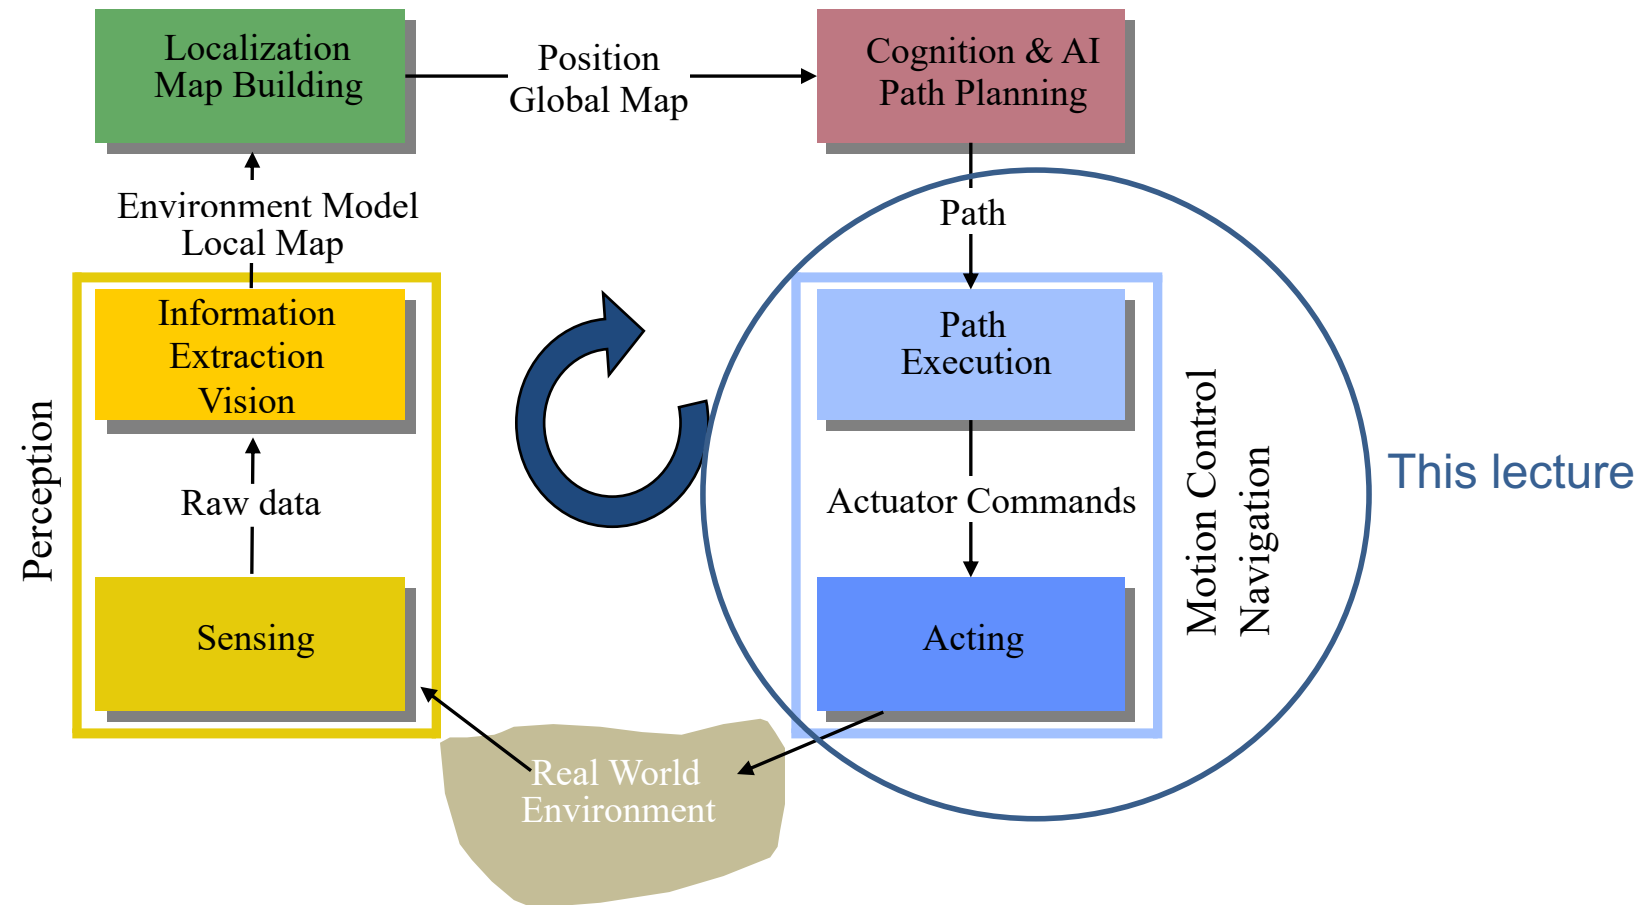 Localization
Map Building
Position
Global Map
Cognition & AI
Path Planning
Environment Model
Local Map
Path
Information
Extraction
Vision
Path
Execution
Perception
Raw data
Actuator Commands
Motion Control
Navigation
This lecture
Sensing
Acting
Real World
Environment